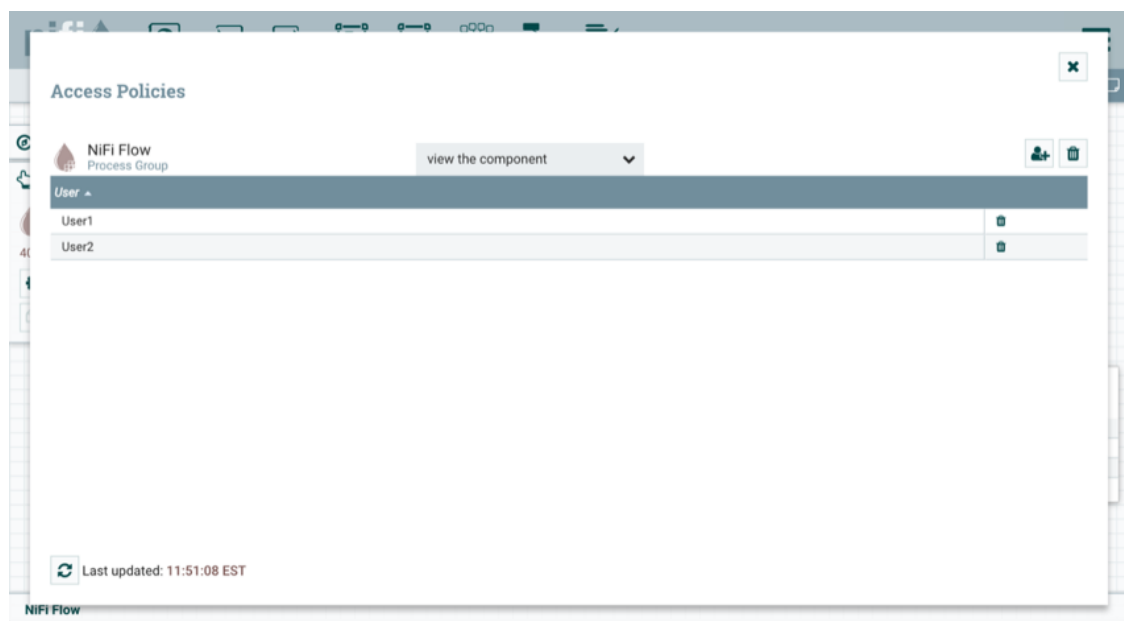 Access Policies
NiFi Flow
Process Group
view the component
User
User1
User2
Last updated: 11:51:08 EST
NiFi Flow